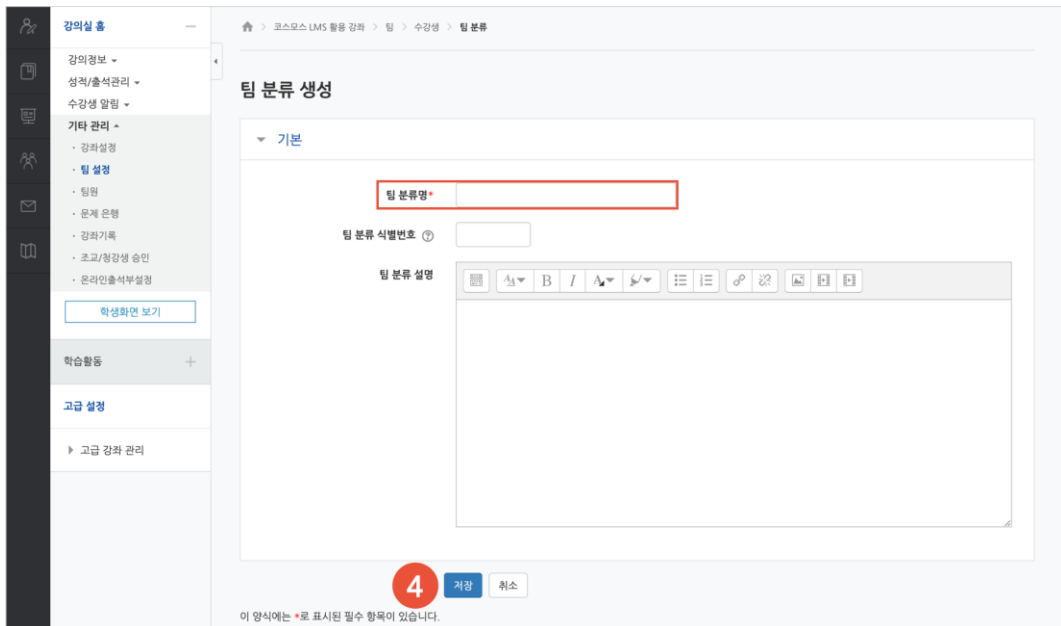 강의실 홈
강의정보
성적/출석관리
수강생 알림
기타 관리
· 강좌설정
· 팀 설정
· 팀원
· 문제 은행
· 강좌기록
· 조교/청강생 승인
· 온라인출석부설정
학생화면 보기
학습활동
고급 설정
고급 강좌 관리
코스모스 LMS 활용 강좌 > 팀 > 수강생 > 팀 분류
팀 분류 생성
기본
팀 분류명*
팀 분류 식별번호 ?
팀 분류 설명
B I
4 저장 취소
이 양식에는 *로 표시된 필수 항목이 있습니다.